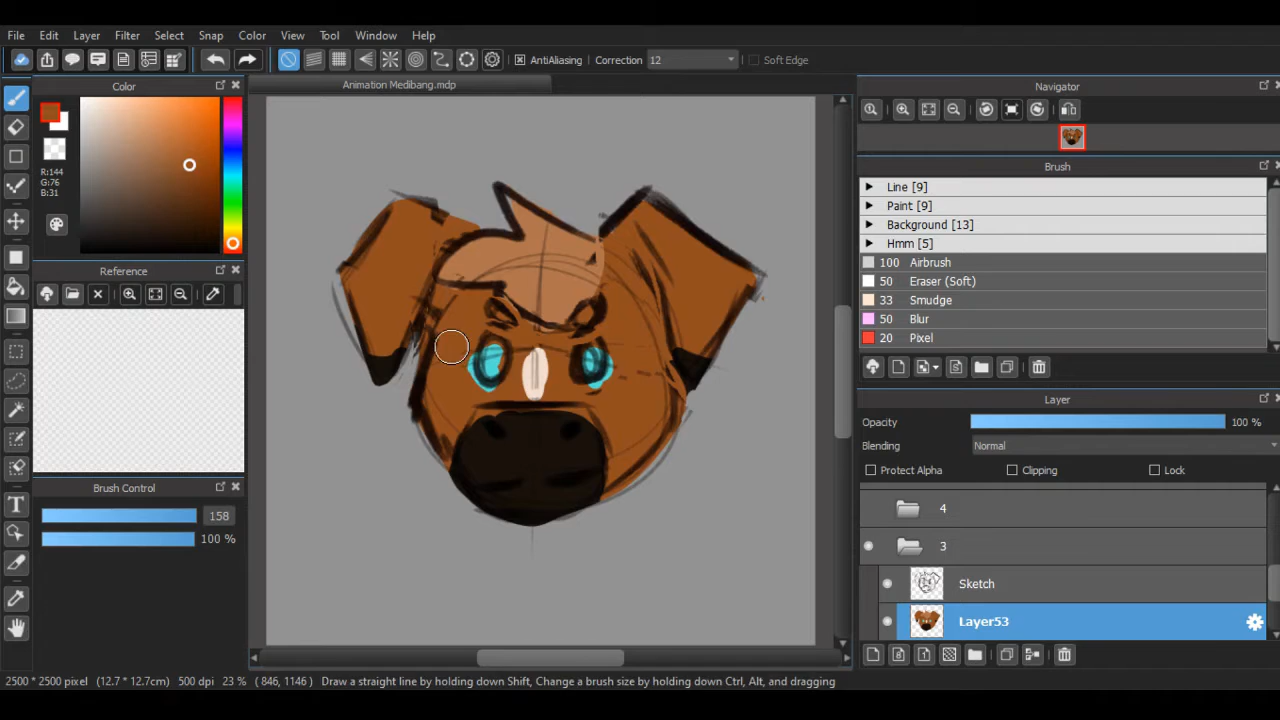 File Edit Layer Filter Select Snap Color View Tool Window Help
AntiAliasing Correction 12 Soft Edge
Color
R:144
G:76
B:31
Reference
Brush Control
158
100 %
Animation Medibang.mdp
Navigator
Brush
Line [9]
Paint [9]
Background [13]
Hmm [5]
100 Airbrush
50 Eraser (Soft)
33 Smudge
50 Blur
20 Pixel
Layer
Opacity 100 %
Blending Normal
Protect Alpha Clipping Lock
4
3
Sketch
Layer53
2500 * 2500 pixel (12.7 * 12.7cm) 500 dpi 23 % ( 846, 1146 ) Draw a straight line by holding down Shift, Change a brush size by holding down Ctrl, Alt, and dragging